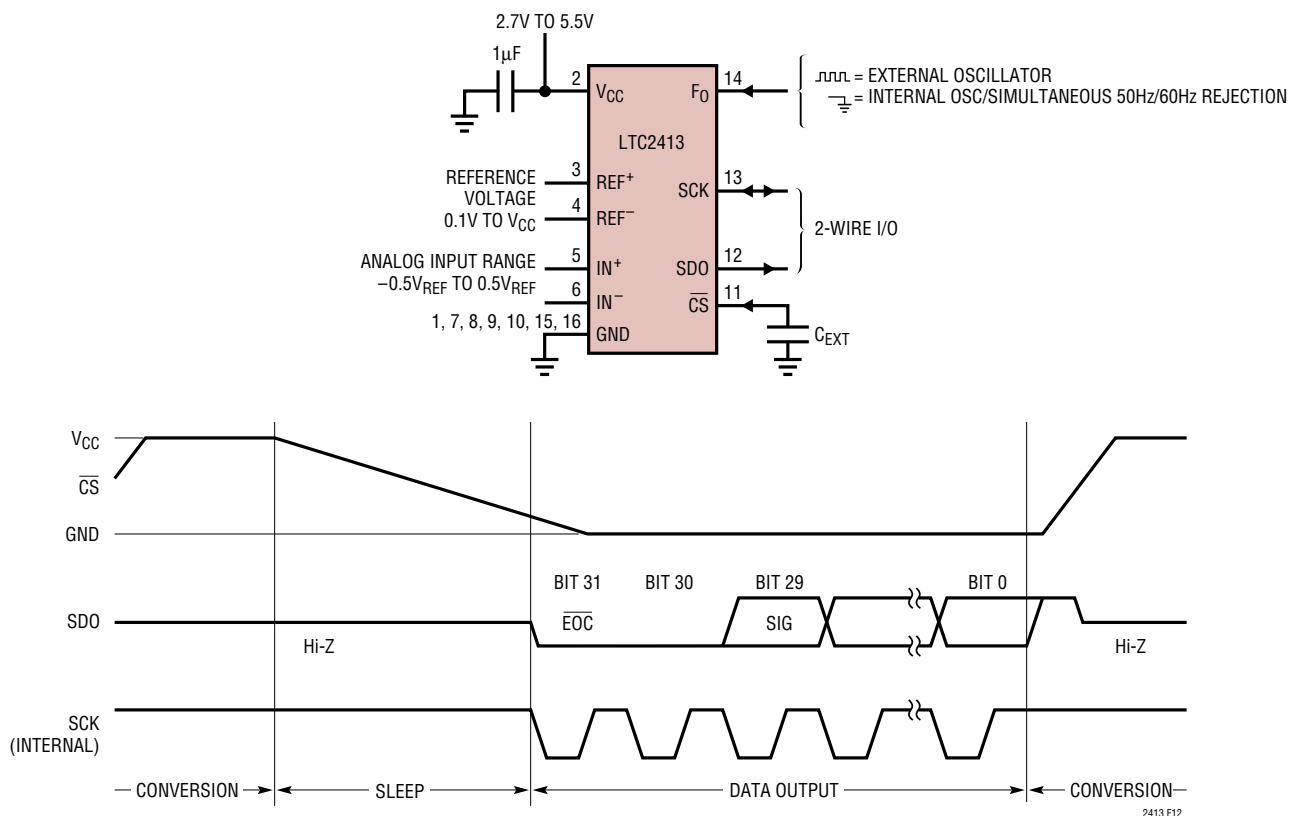 2.7V TO 5.5V
1µF
2
VCC
FO
14
= EXTERNAL OSCILLATOR
= INTERNAL OSC/SIMULTANEOUS 50Hz/60Hz REJECTION
LTC2413
REFERENCE
VOLTAGE
0.1V TO VCC
3
REF+
4
REF−
SCK
13
2-WIRE I/O
ANALOG INPUT RANGE
−0.5VREF TO 0.5VREF
5
IN+
6
IN−
SDO
12
CS
11
1, 7, 8, 9, 10, 15, 16
GND
CEXT
VCC
CS
GND
BIT 31
BIT 30
BIT 29
BIT 0
SDO
EOC
SIG
Hi-Z
Hi-Z
SCK
(INTERNAL)
CONVERSION
SLEEP
DATA OUTPUT
CONVERSION
2413 F12